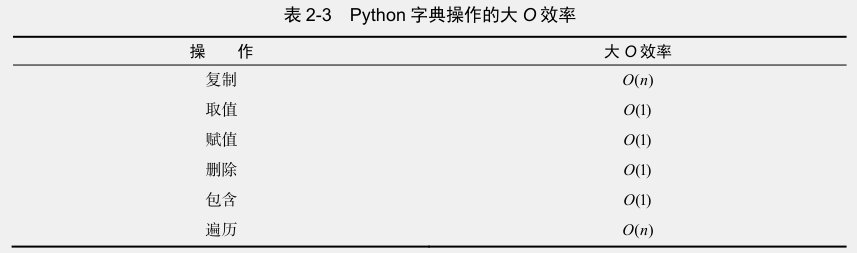 表 2-3 Python 字典操作的大 O 效率
操 作 大 O 效率
复制 O(n)
取值 O(1)
赋值 O(1)
删除 O(1)
包含 O(1)
遍历 O(n)